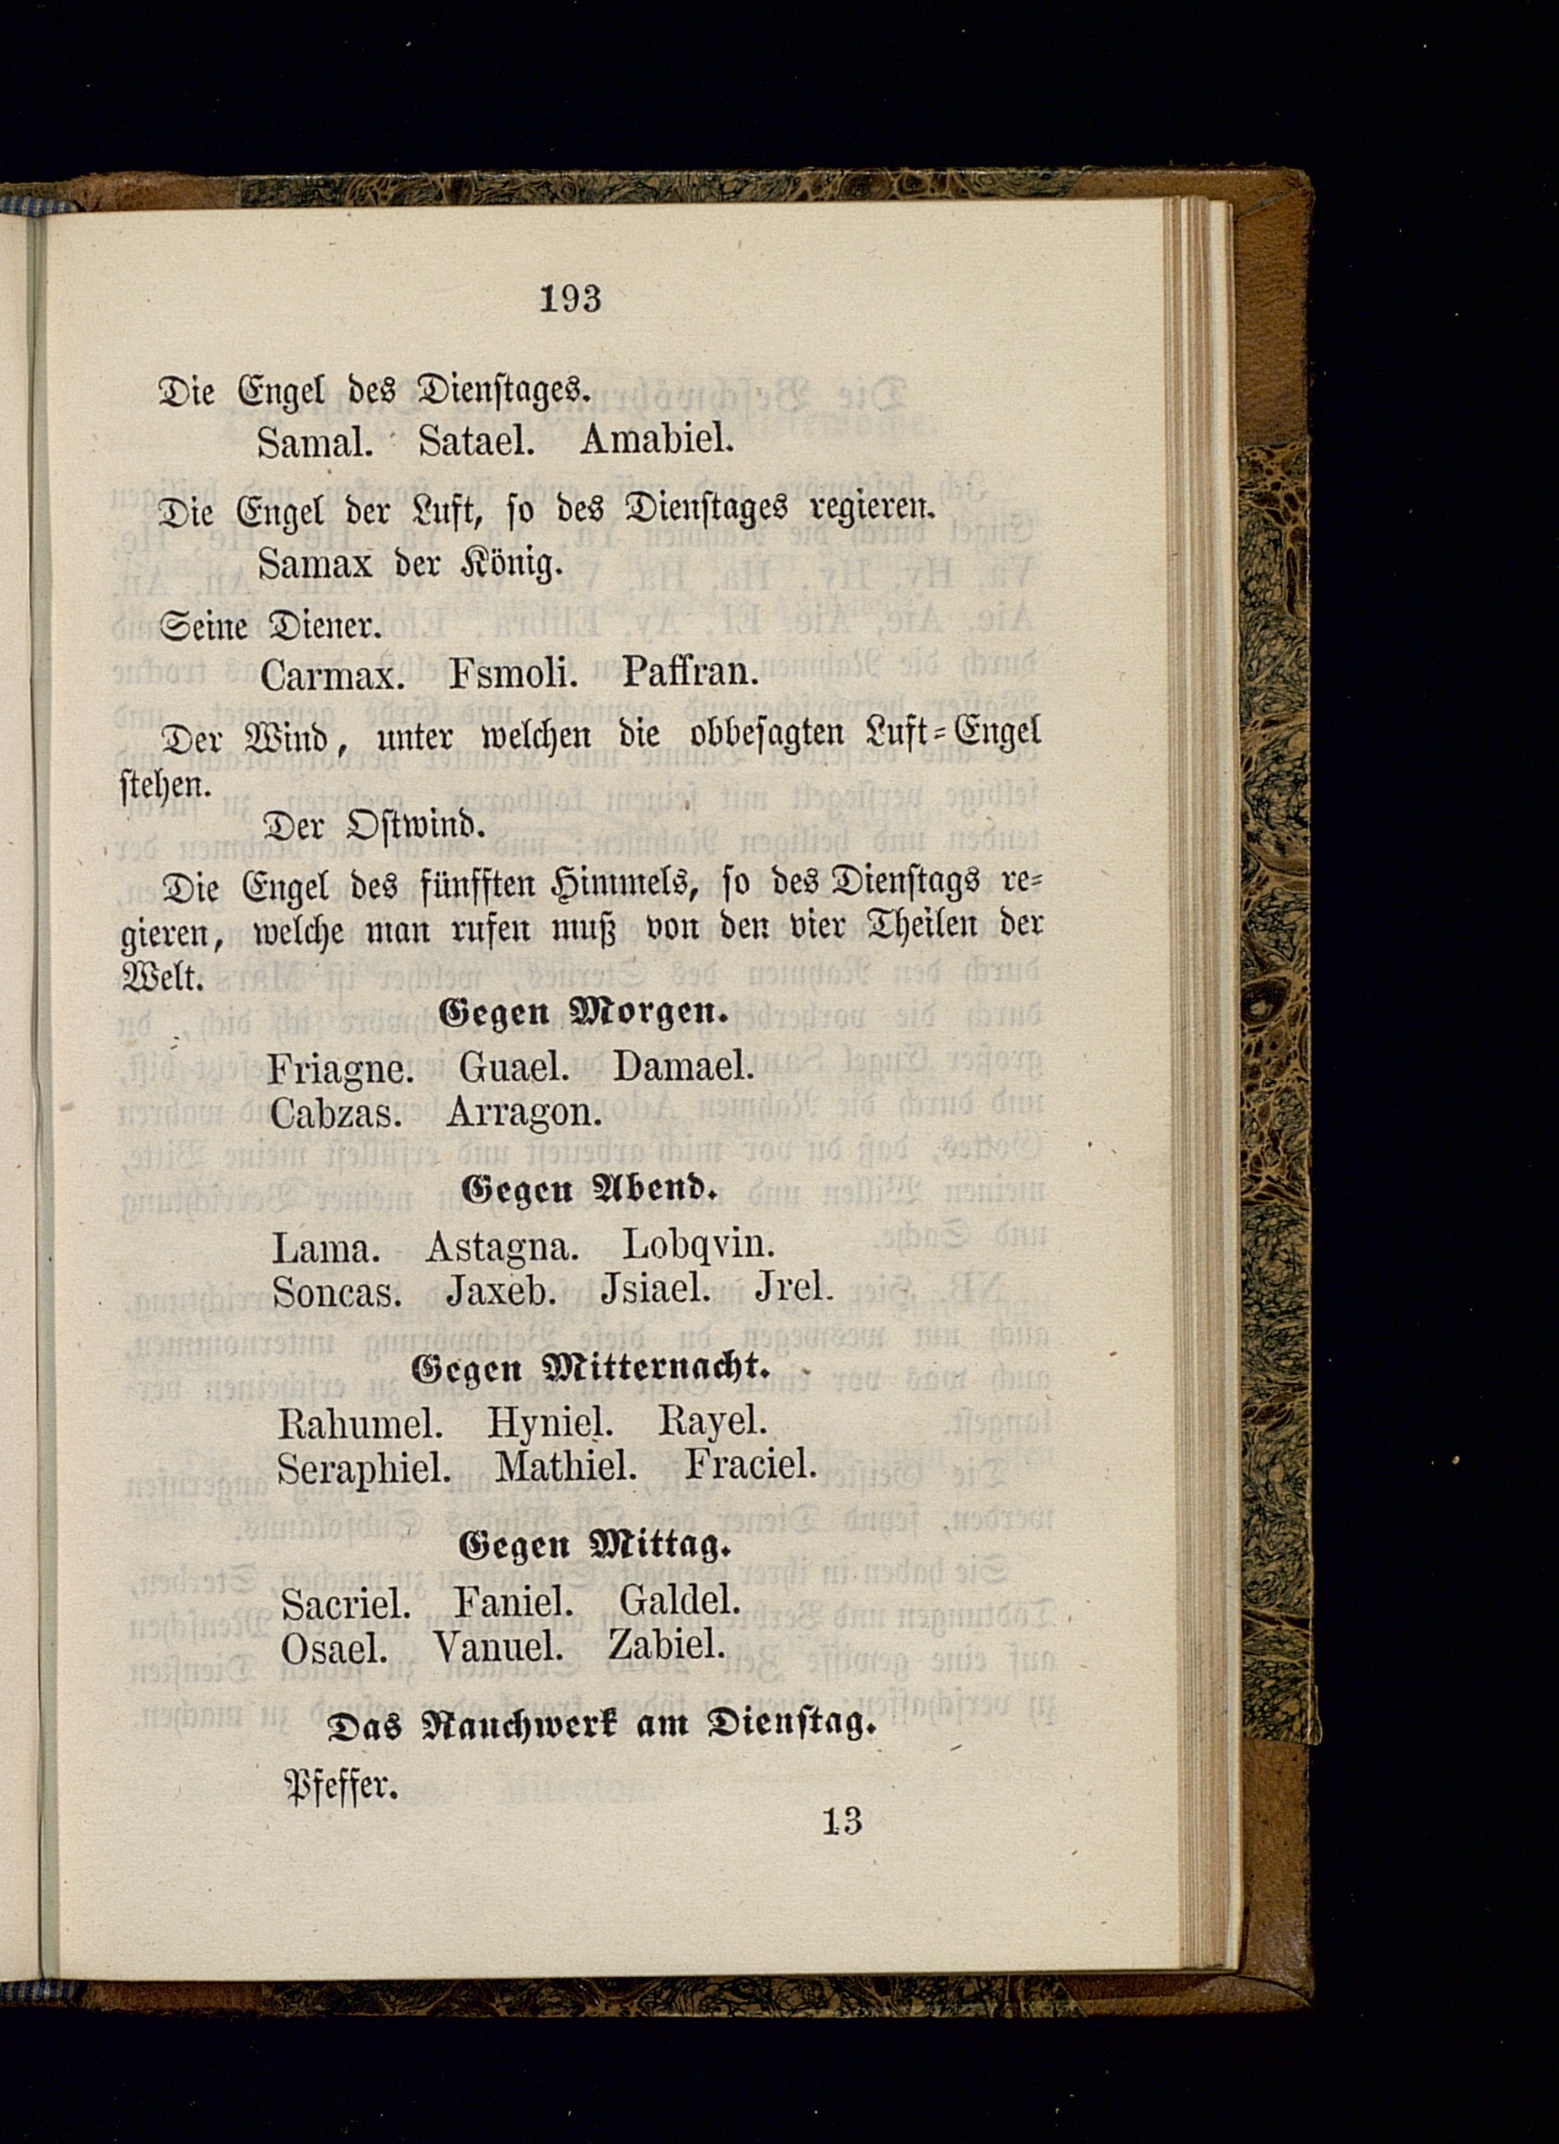 193
Die Engel des Dienstages.
Samal. Satael. Amabiel.
Die Engel der Luft, so des Dienstages regieren.
Samax der König.
Seine Diener.
Carmax. Fsmoli. Paffran.
Der Wind, unter welchen die obbesagten Luft-Engel
stehen.
Der Ostwind.
Die Engel des fünfften Himmels, so des Dienstags re-
gieren, welche man rufen muß von den vier Theilen der
Welt.
Gegen Morgen.
Friagne. Guael. Damael.
Cabzas. Arragon.
Gegen Abend.
Lama. Astagna. Lobqvin.
Soncas. Jaxeb. Jsiael. Jrel.
Gegen Mitternacht.
Rahumel. Hyniel. Rayel.
Seraphiel. Mathiel. Fraciel.
Gegen Mittag.
Sacriel. Faniel. Galdel.
Osael. Vanuel. Zabiel.
Das Rauchwerk am Dienstag.
Pfeffer.
13